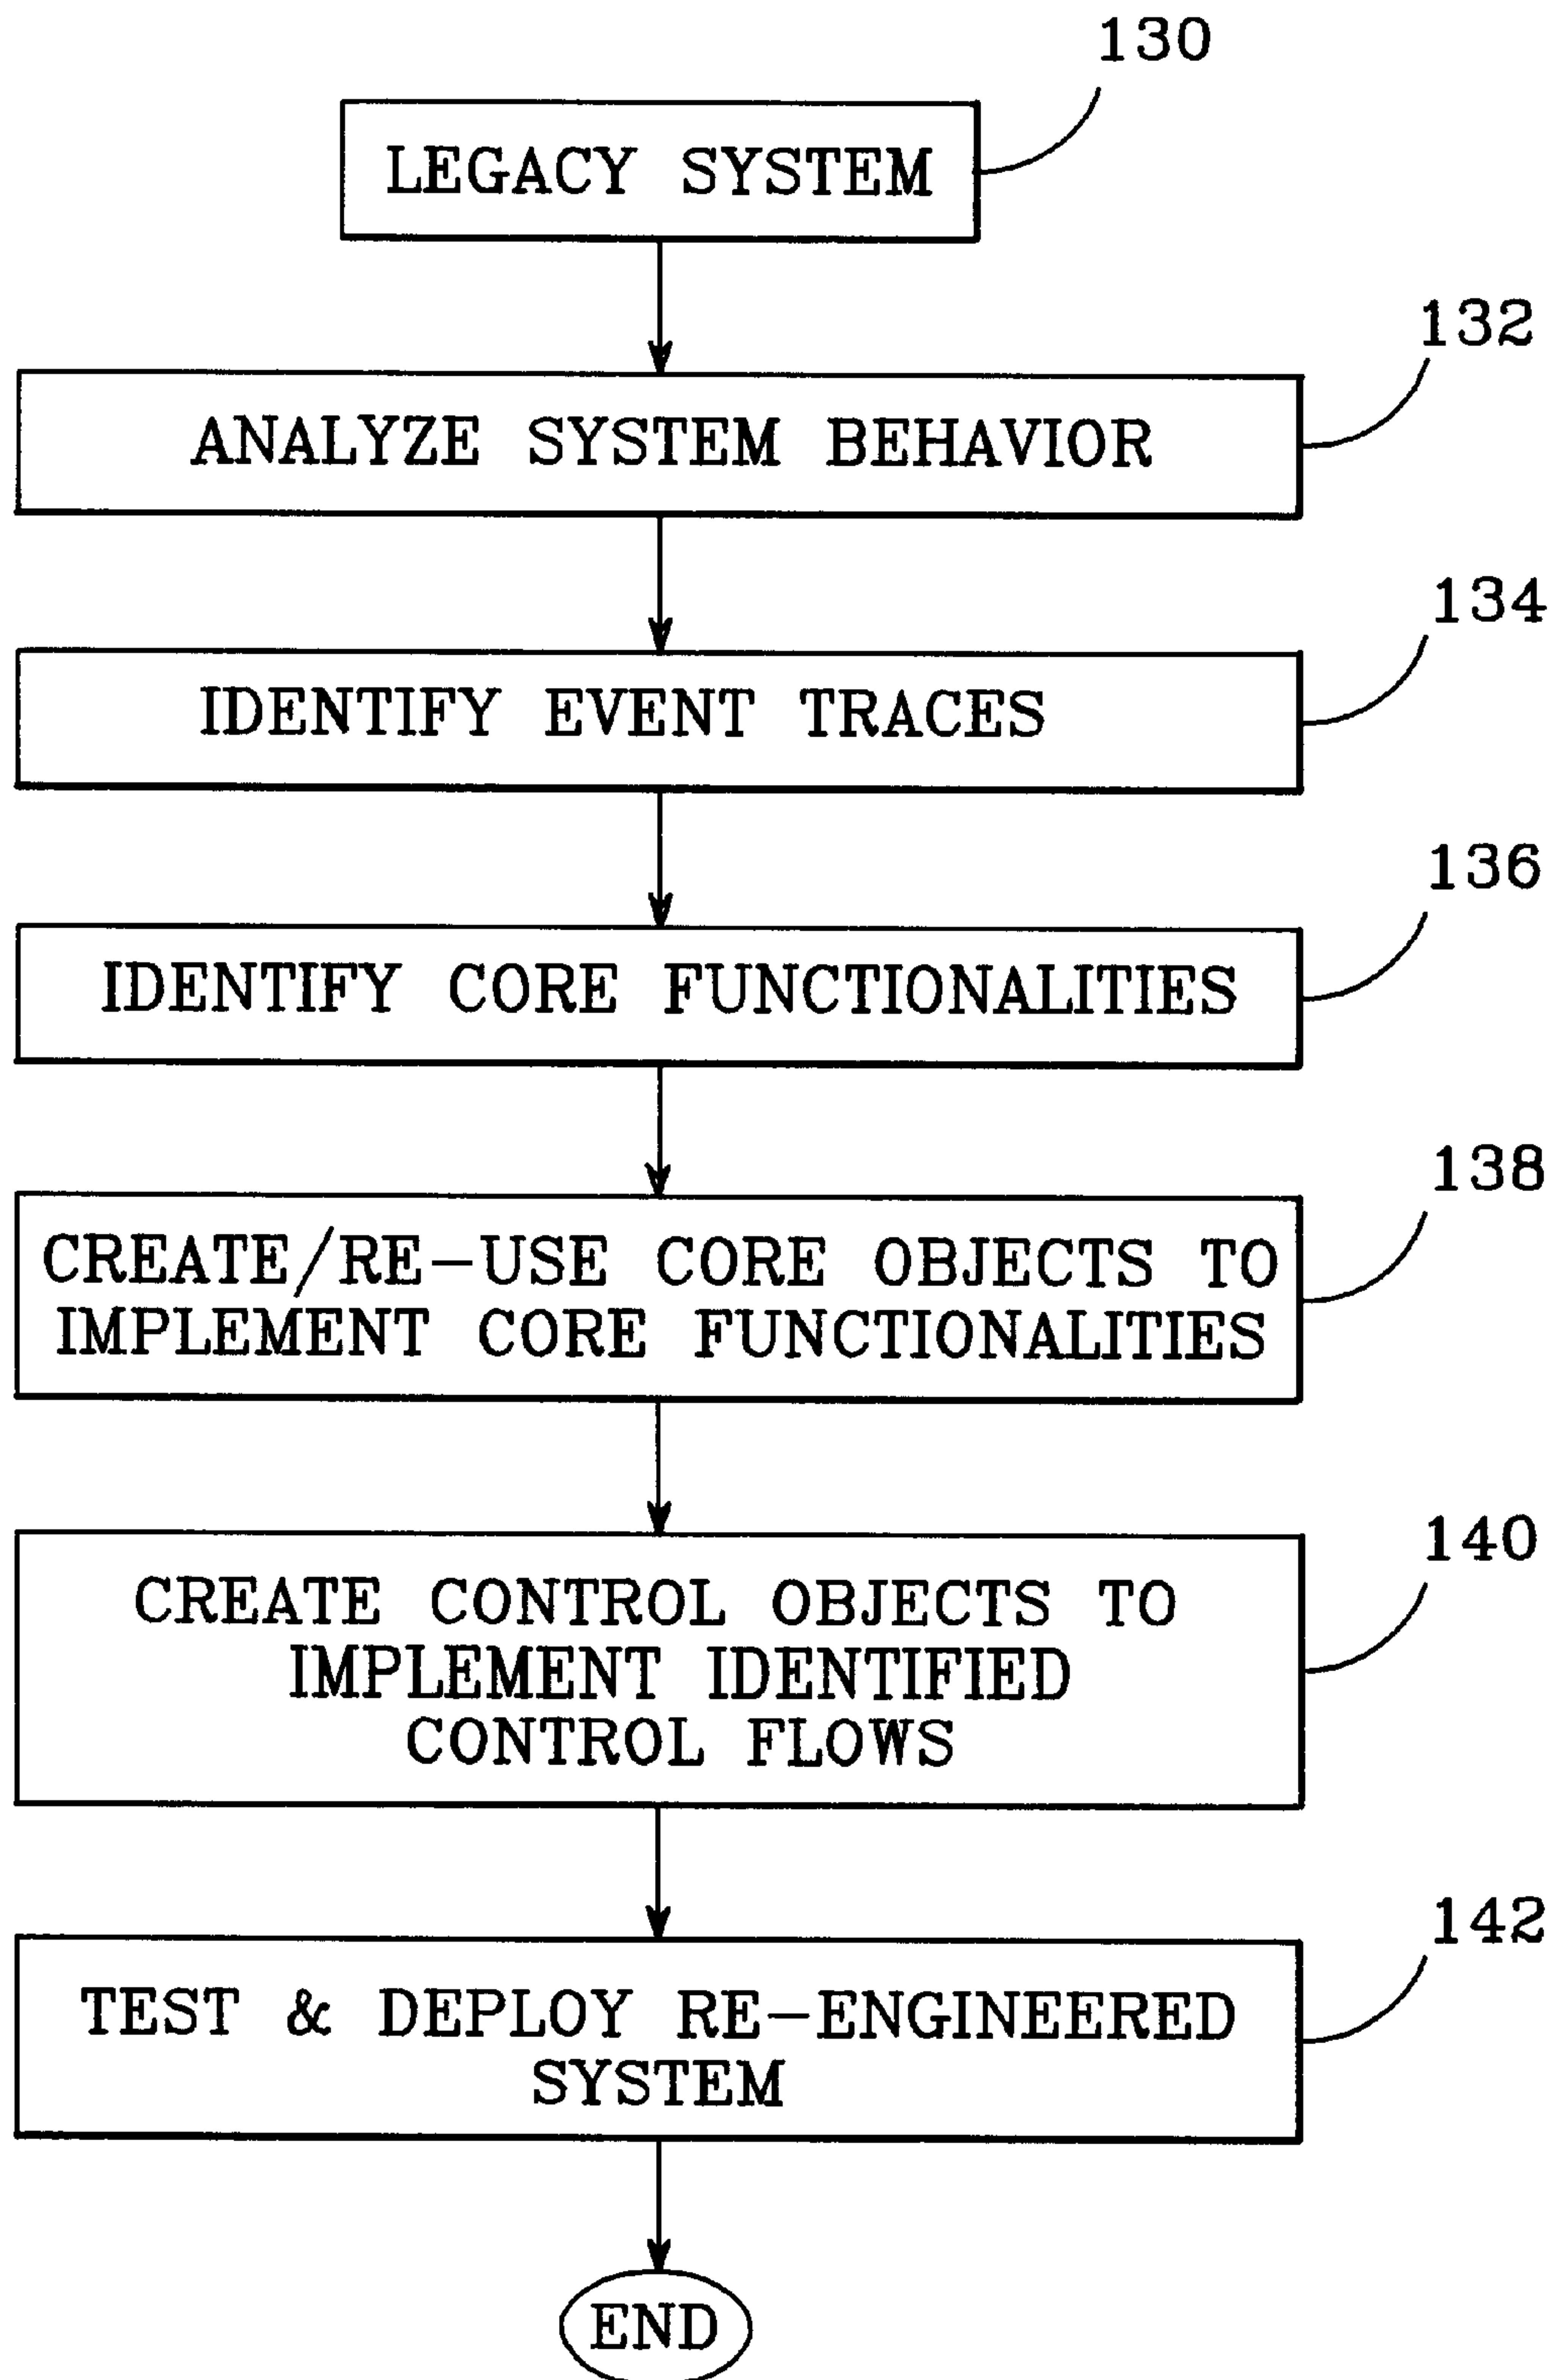 130
LEGACY SYSTEM
132
ANALYZE SYSTEM BEHAVIOR
134
IDENTIFY EVENT TRACES
136
IDENTIFY CORE FUNCTIONALITIES
138
CREATE/RE-USE CORE OBJECTS TO
IMPLEMENT CORE FUNCTIONALITIES
140
CREATE CONTROL OBJECTS TO
IMPLEMENT IDENTIFIED
CONTROL FLOWS
142
TEST & DEPLOY RE-ENGINEERED
SYSTEM
END